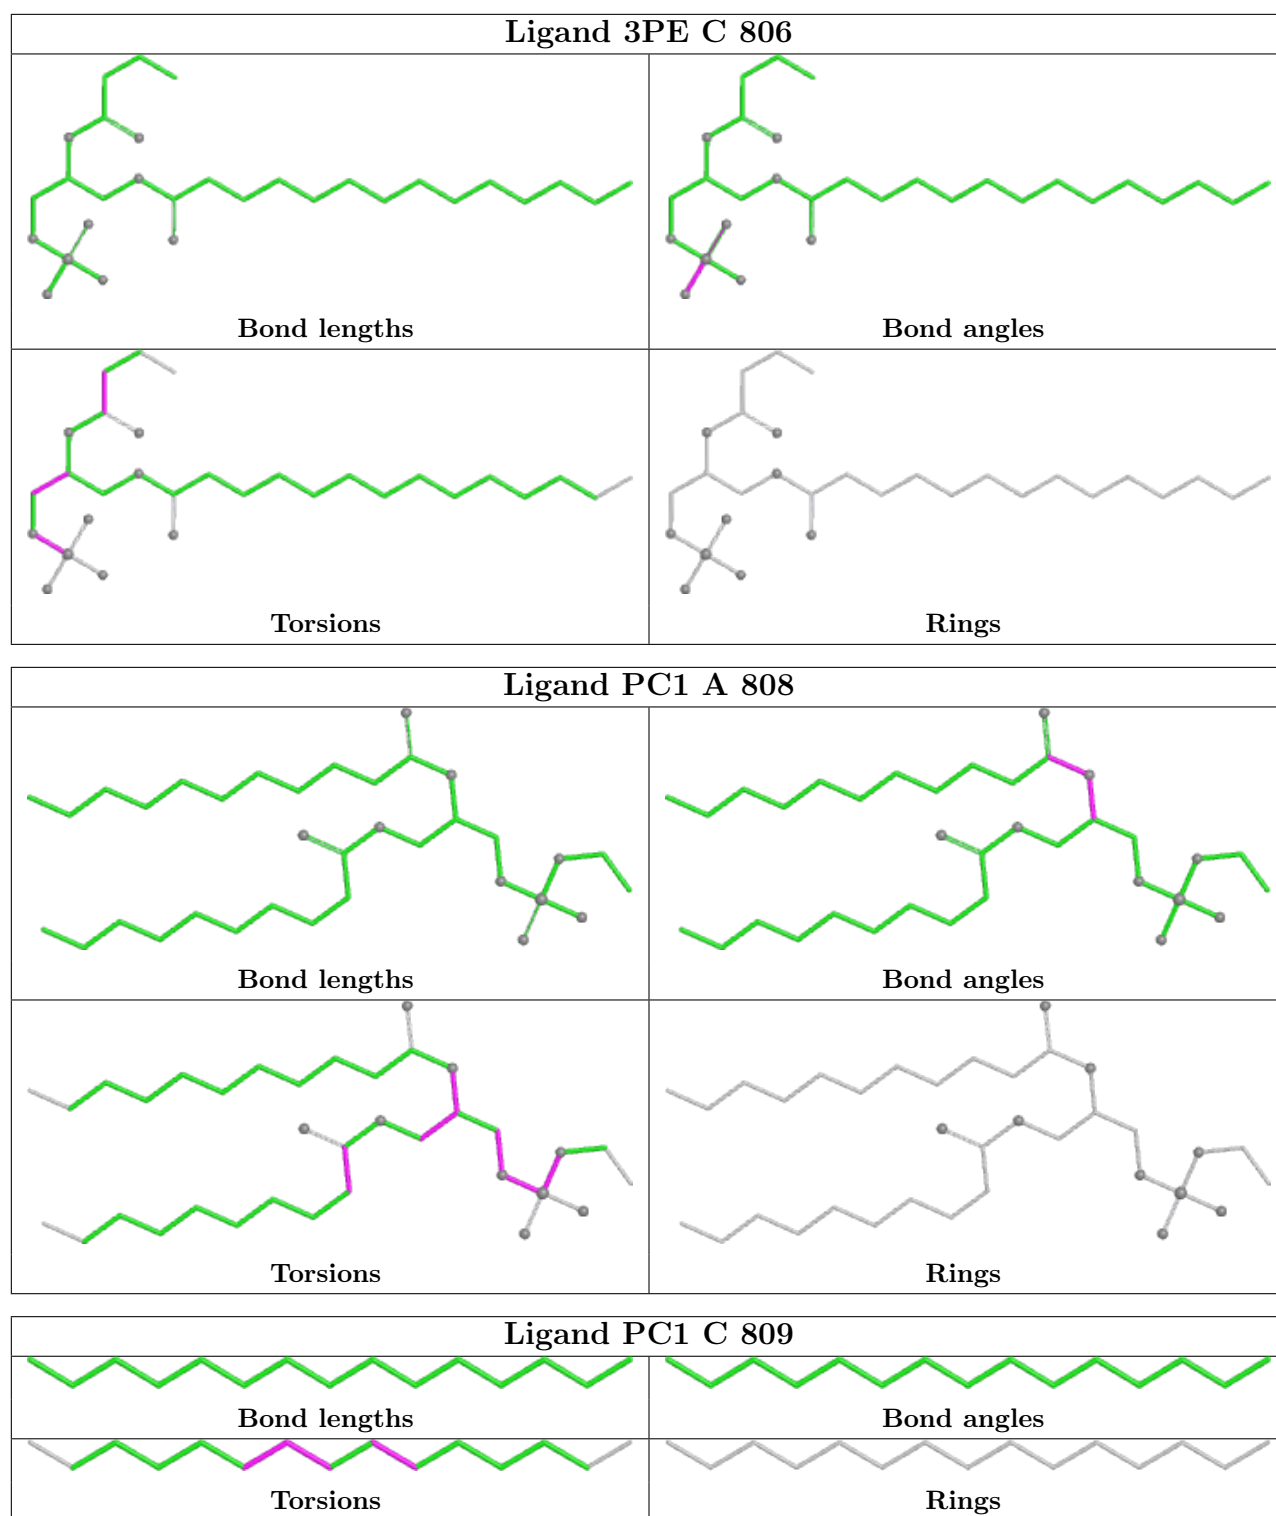 Ligand 3PE C 806
Bond lengths
Bond angles
Torsions
Rings
Ligand PC1 A 808
Bond lengths
Bond angles
Torsions
Rings
Ligand PC1 C 809
Bond lengths
Bond angles
Torsions
Rings